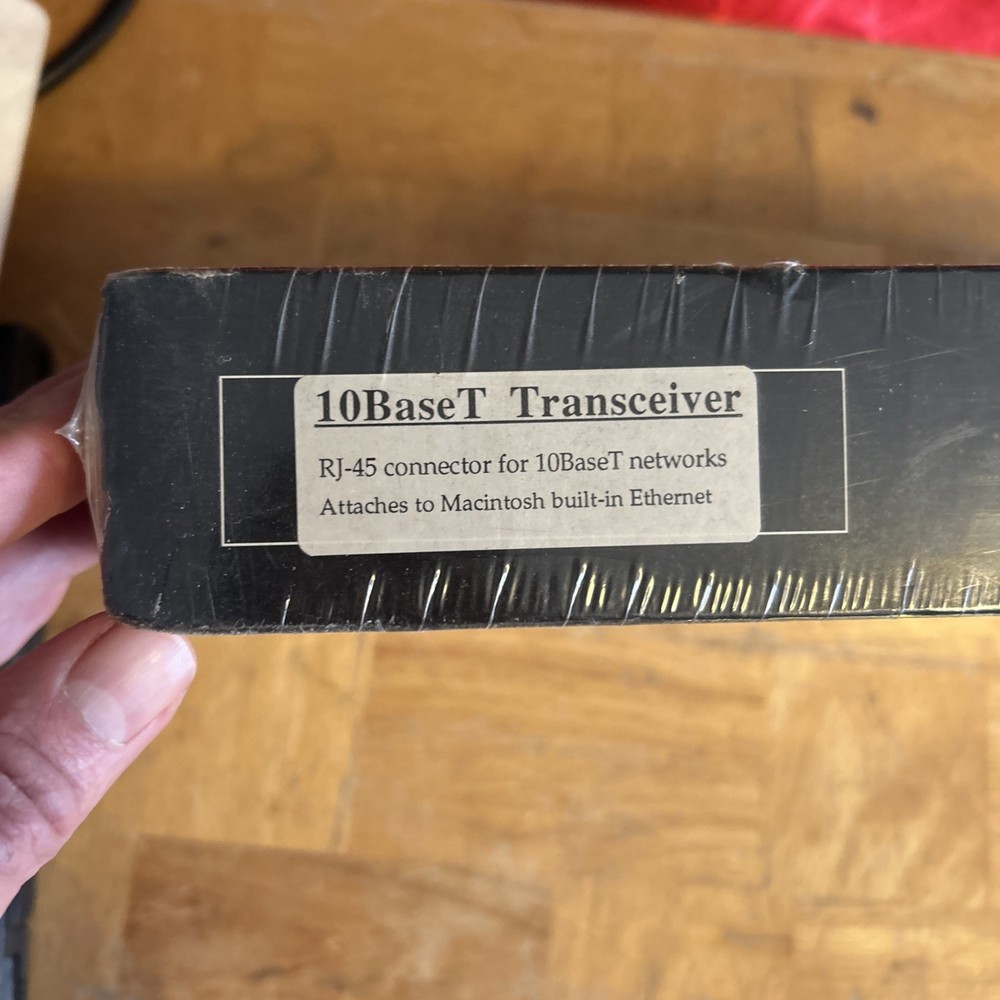 10BaseT Transceiver
RJ-45 connector for 10BaseT networks
Attaches to Macintosh built-in Ethernet